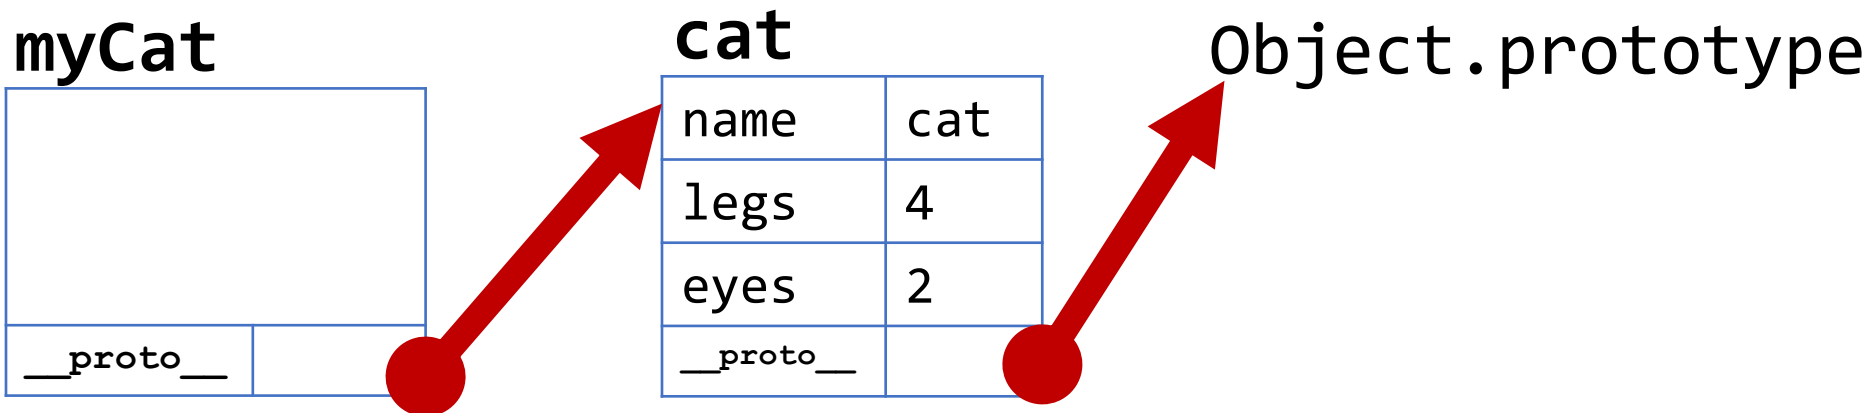 myCat
__proto__
cat
name cat
legs 4
eyes 2
__proto__
Object.prototype